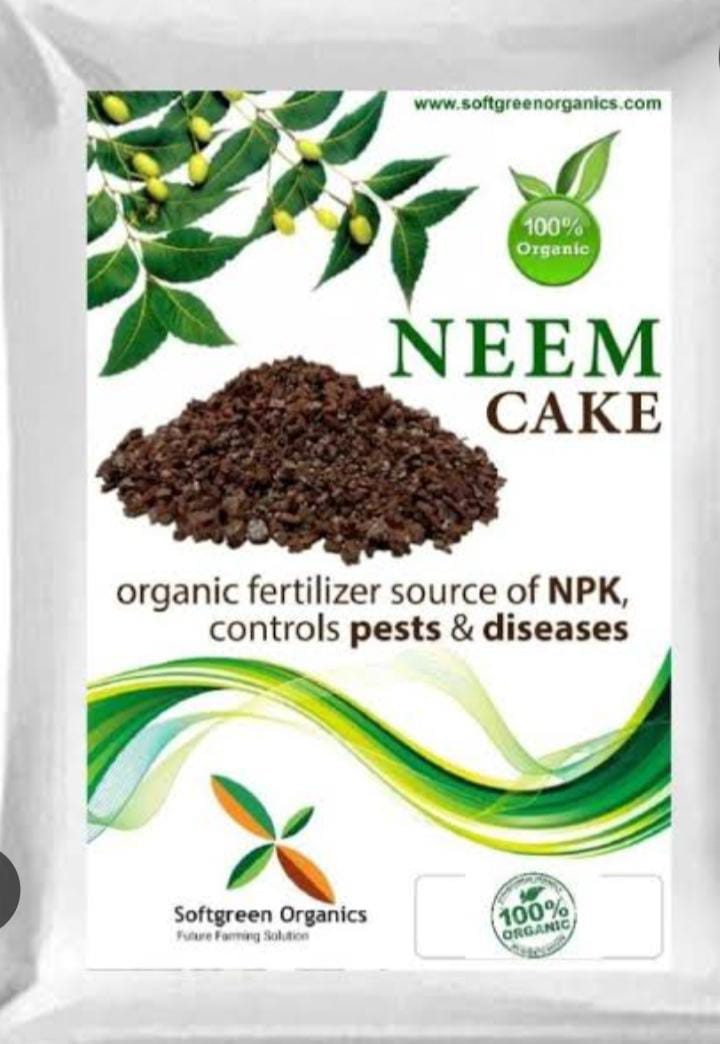 www.softgreenorganics.com
100%
Organic
NEEM
CAKE
organic fertilizer source of NPK,
controls pests & diseases
Softgreen Organics
Future Farming Solution
100%
ORGANIC